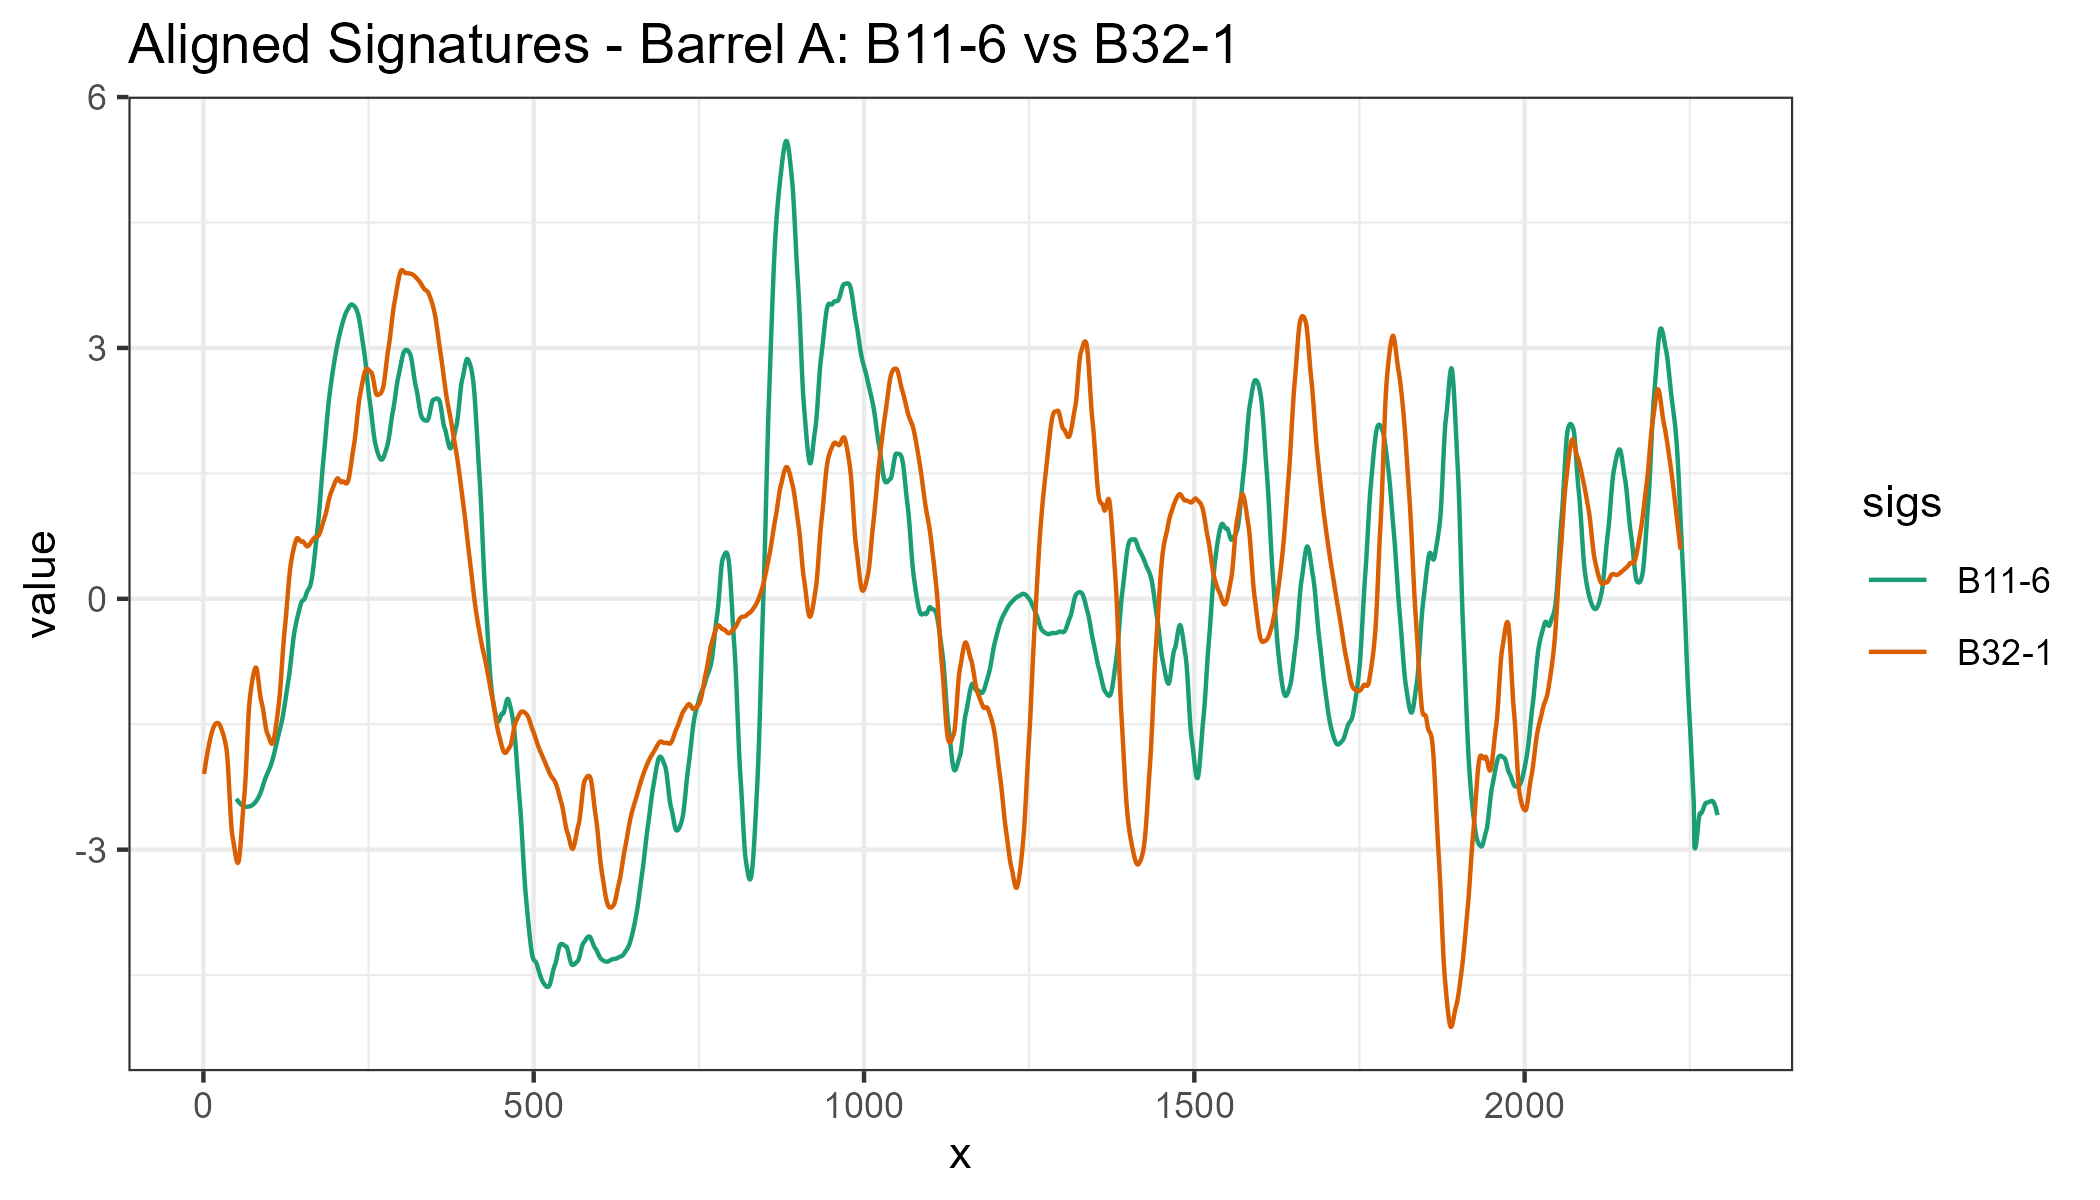 Aligned Signatures - Barrel A: B11-6 vs B32-1
6
3
0
-3
value
0 500 1000 1500 2000
x
sigs
B11-6
B32-1